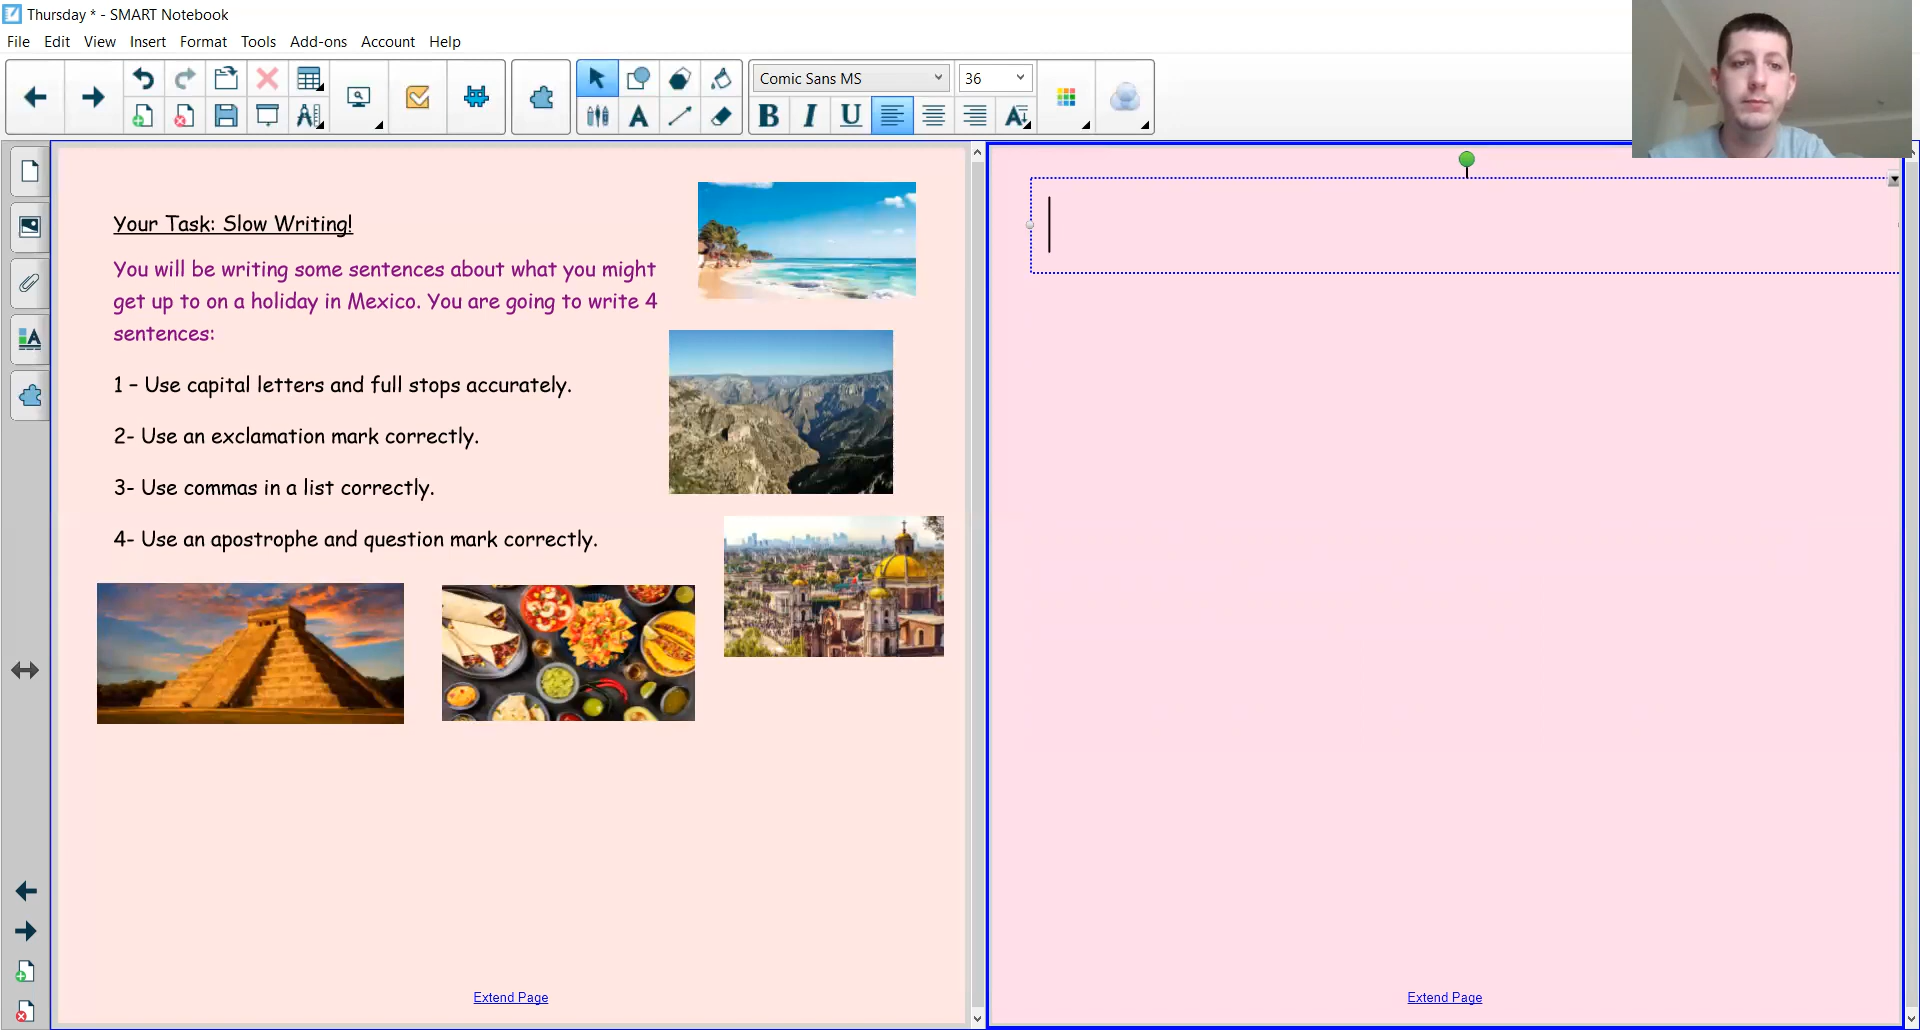 Thursday * - SMART Notebook
File Edit View Insert Format Tools Add-ons Account Help
Comic Sans MS 36
B I U
Your Task: Slow Writing!
You will be writing some sentences about what you might
get up to on a holiday in Mexico. You are going to write 4
sentences:
1 – Use capital letters and full stops accurately.
2- Use an exclamation mark correctly.
3- Use commas in a list correctly.
4- Use an apostrophe and question mark correctly.
Extend Page
Extend Page